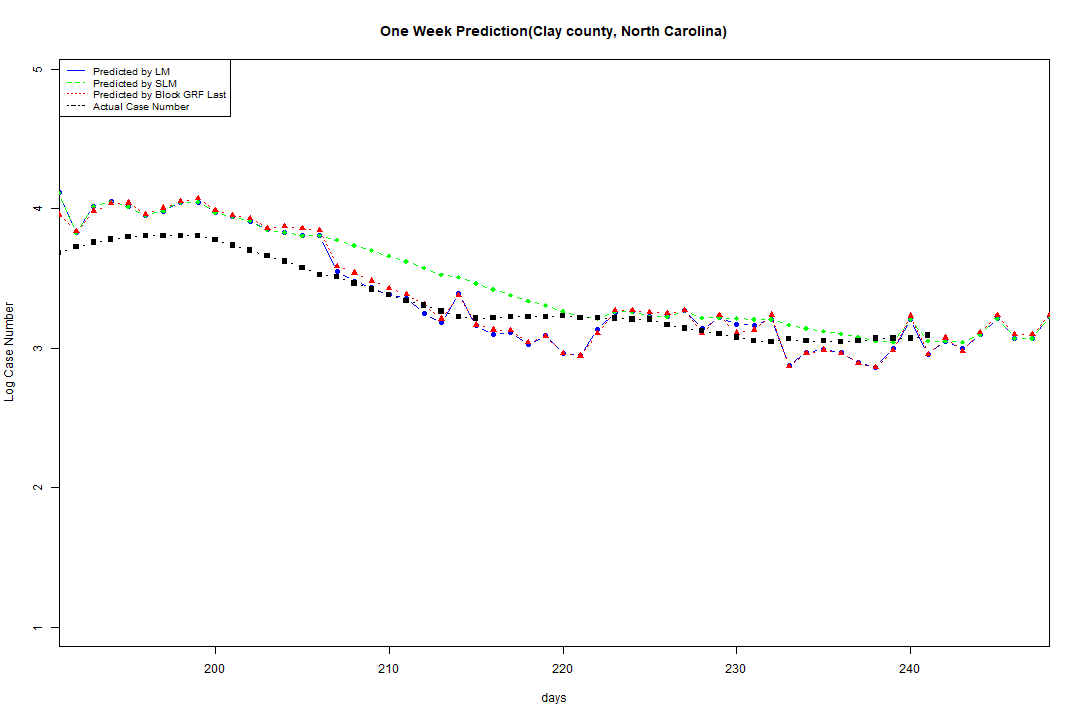 One Week Prediction(Clay county, North Carolina)
Predicted by LM
Predicted by SLM
Predicted by Block GRF Last
Actual Case Number
5
4
3
2
1
Log Case Number
200 210 220 230 240
days